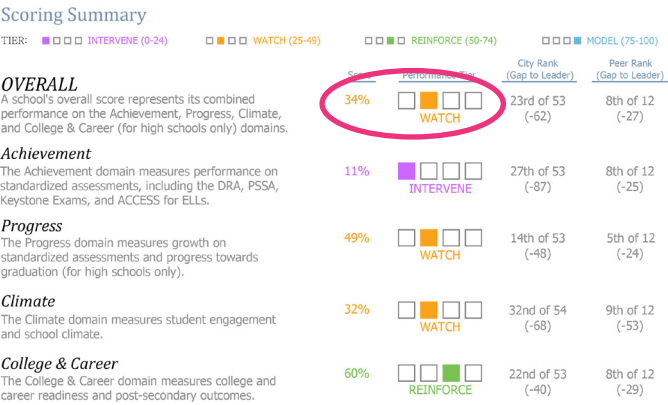 Scoring Summary
TIER: INTERVENE (0-24) WATCH (25-49) REINFORCE (50-74) MODEL (75-100)
Score Performance Tier City Rank (Gap to Leader) Peer Rank (Gap to Leader)
OVERALL
A school's overall score represents its combined
performance on the Achievement, Progress, Climate,
and College & Career (for high schools only) domains.
34% WATCH 23rd of 53 (-62) 8th of 12 (-27)
Achievement
The Achievement domain measures performance on
standardized assessments, including the DRA, PSSA,
Keystone Exams, and ACCESS for ELLs.
11% INTERVENE 27th of 53 (-87) 8th of 12 (-25)
Progress
The Progress domain measures growth on
standardized assessments and progress towards
graduation (for high schools only).
49% WATCH 14th of 53 (-48) 5th of 12 (-24)
Climate
The Climate domain measures student engagement
and school climate.
32% WATCH 32nd of 54 (-68) 9th of 12 (-53)
College & Career
The College & Career domain measures college and
career readiness and post-secondary outcomes.
60% REINFORCE 22nd of 53 (-40) 8th of 12 (-29)